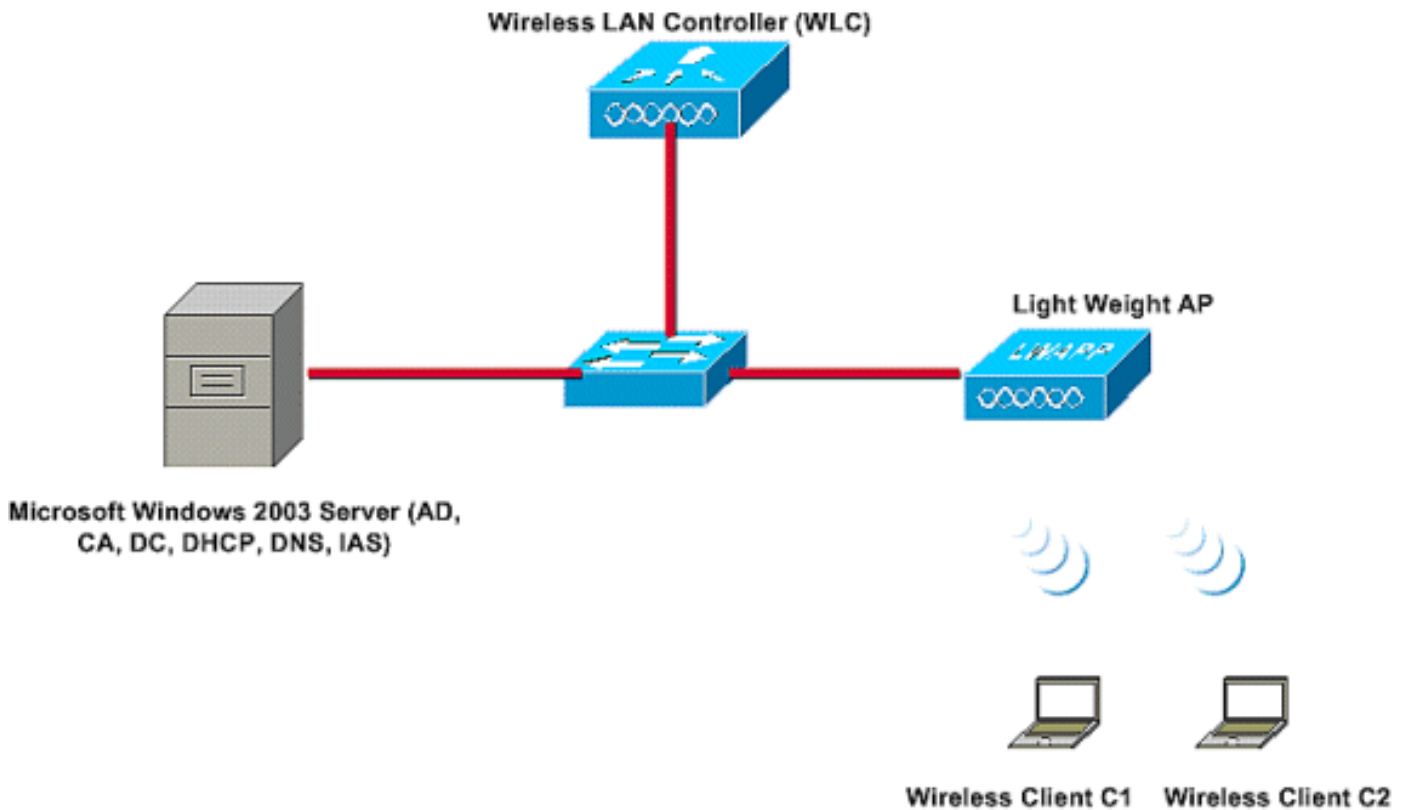 Wireless LAN Controller (WLC)
Light Weight AP
LWAPP
Microsoft Windows 2003 Server (AD,
CA, DC, DHCP, DNS, IAS)
Wireless Client C1
Wireless Client C2